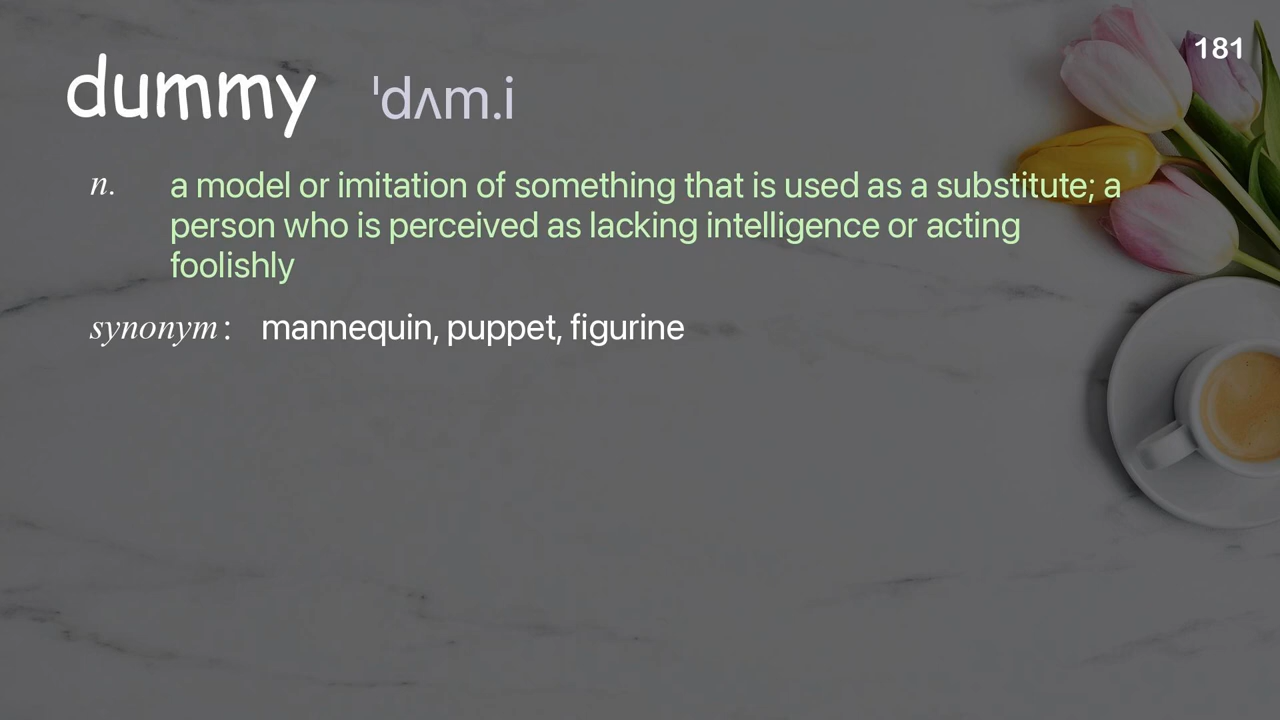 181
dummy ˈdʌm.i
n. a model or imitation of something that is used as a substitute; a
person who is perceived as lacking intelligence or acting
foolishly
synonym: mannequin, puppet, figurine